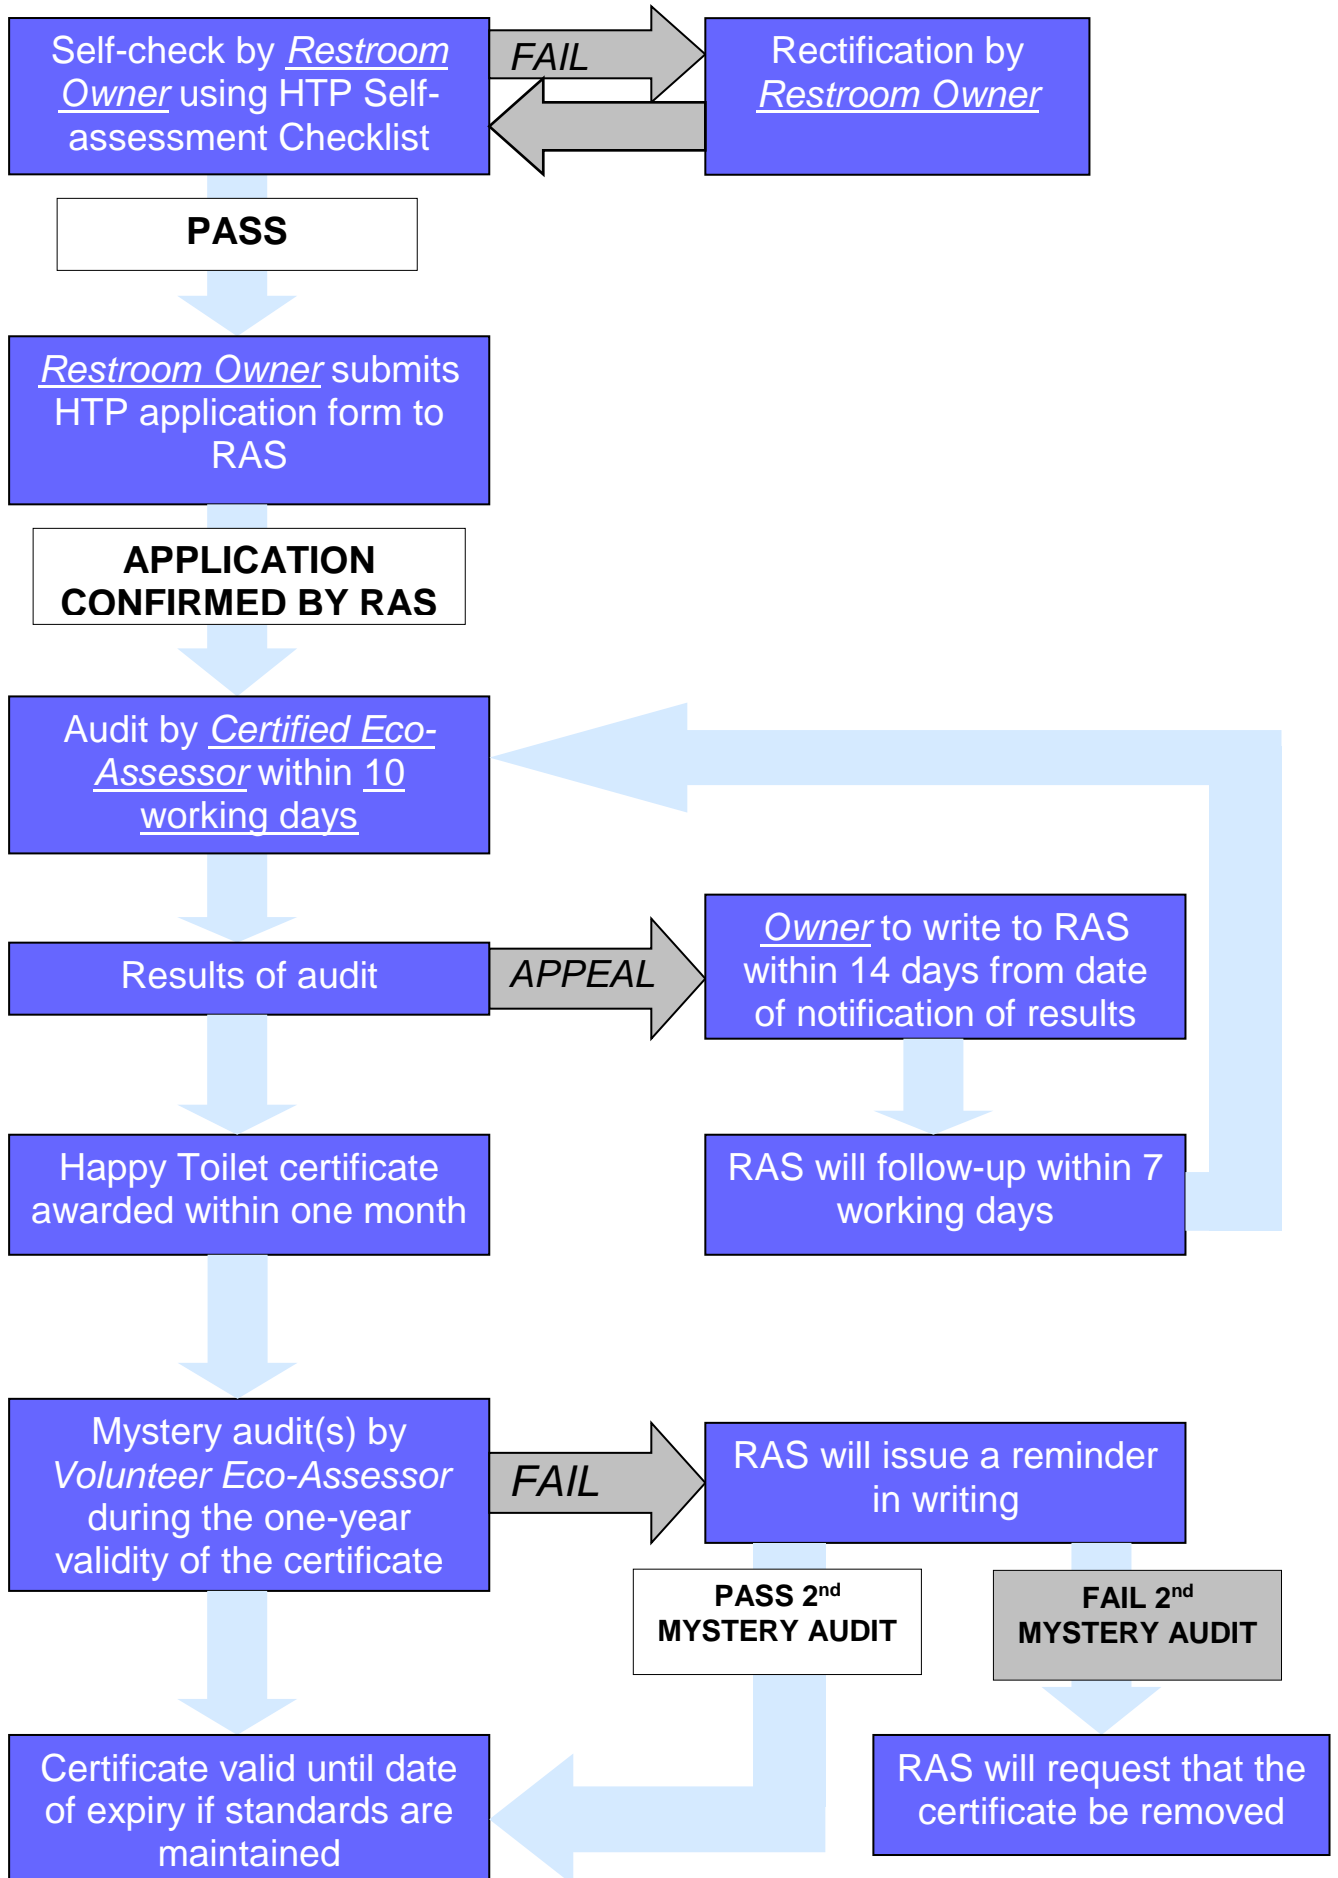 Self-check by Restroom
Owner using HTP Self-
assessment Checklist
FAIL
Rectification by
Restroom Owner
PASS
Restroom Owner submits
HTP application form to
RAS
APPLICATION
CONFIRMED BY RAS
Audit by Certified Eco-
Assessor within 10
working days
Results of audit
APPEAL
Owner to write to RAS
within 14 days from date
of notification of results
Happy Toilet certificate
awarded within one month
RAS will follow-up within 7
working days
Mystery audit(s) by
Volunteer Eco-Assessor
during the one-year
validity of the certificate
FAIL
RAS will issue a reminder
in writing
PASS 2nd
MYSTERY AUDIT
FAIL 2nd
MYSTERY AUDIT
Certificate valid until date
of expiry if standards are
maintained
RAS will request that the
certificate be removed